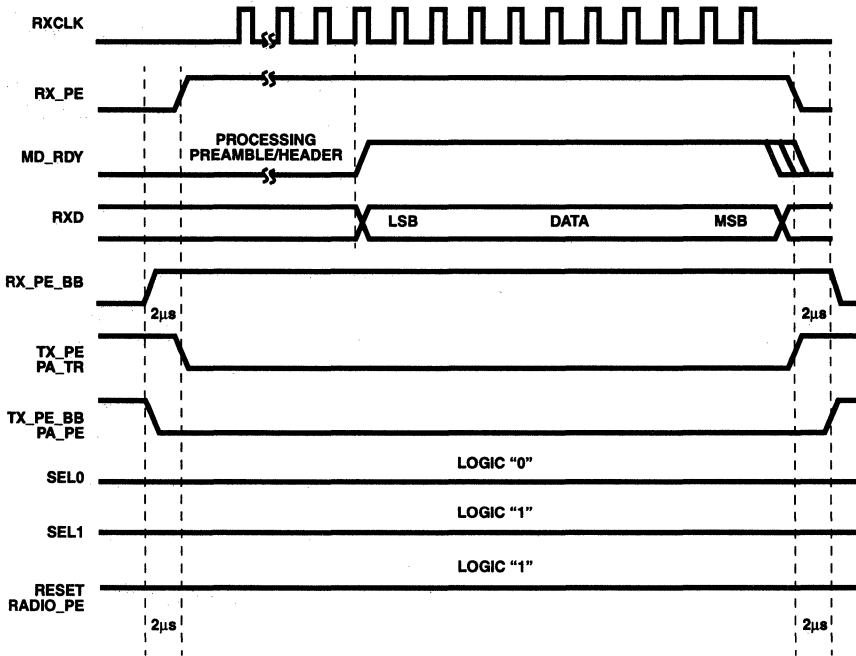 RXCLK
RX_PE
PROCESSING
PREAMBLE/HEADER
MD_RDY
RXD
LSB
DATA
MSB
RX_PE_BB
2µs
2µs
TX_PE
PA_TR
TX_PE_BB
PA_PE
LOGIC “0”
SEL0
LOGIC “1”
SEL1
LOGIC “1”
RESET
RADIO_PE
2µs
2µs